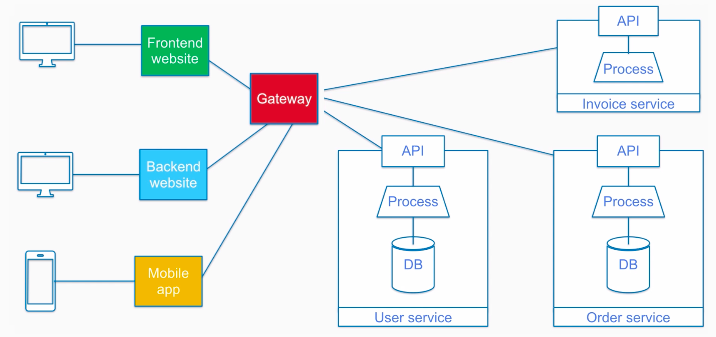 Frontend
website
Gateway
API
Process
Invoice service
Backend
website
Mobile
app
API
Process
DB
User service
API
Process
DB
Order service